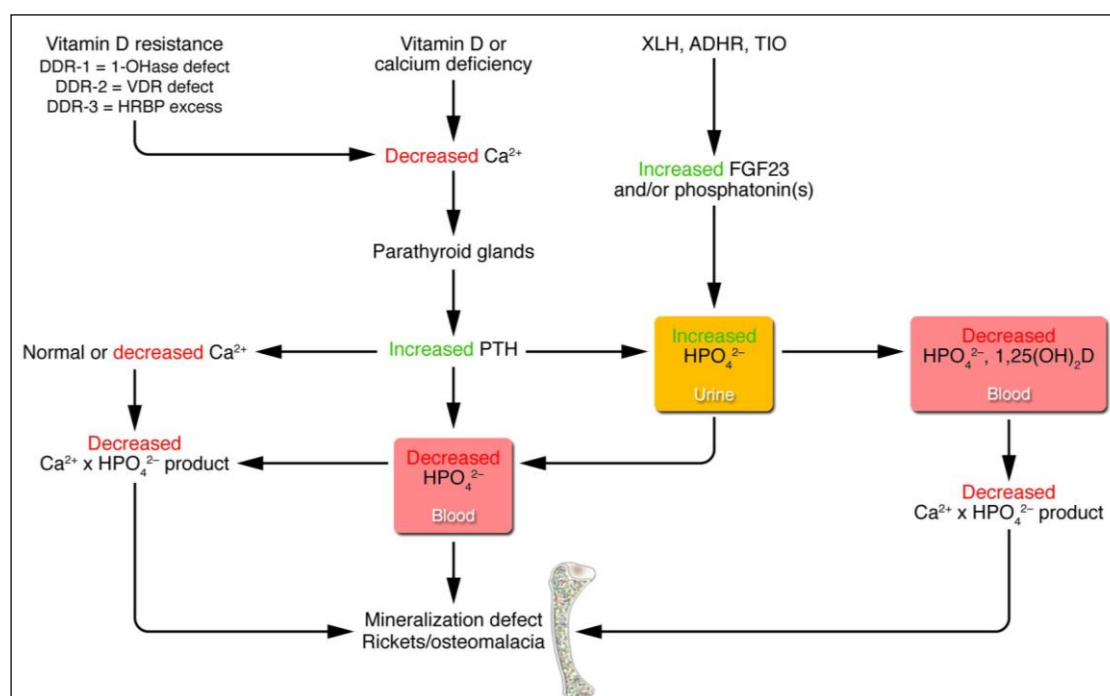 Vitamin D resistance
DDR-1 = 1-OHase defect
DDR-2 = VDR defect
DDR-3 = HRBP excess
Vitamin D or
calcium deficiency
XLH, ADHR, TIO
Decreased Ca²⁺
Increased FGF23
and/or phosphatonin(s)
Parathyroid glands
Normal or decreased Ca²⁺
Increased PTH
Increased
HPO₄²⁻
Urine
Decreased
HPO₄²⁻, 1,25(OH)₂D
Blood
Decreased
Ca²⁺ x HPO₄²⁻ product
Decreased
HPO₄²⁻
Blood
Decreased
Ca²⁺ x HPO₄²⁻ product
Mineralization defect
Rickets/osteomalacia